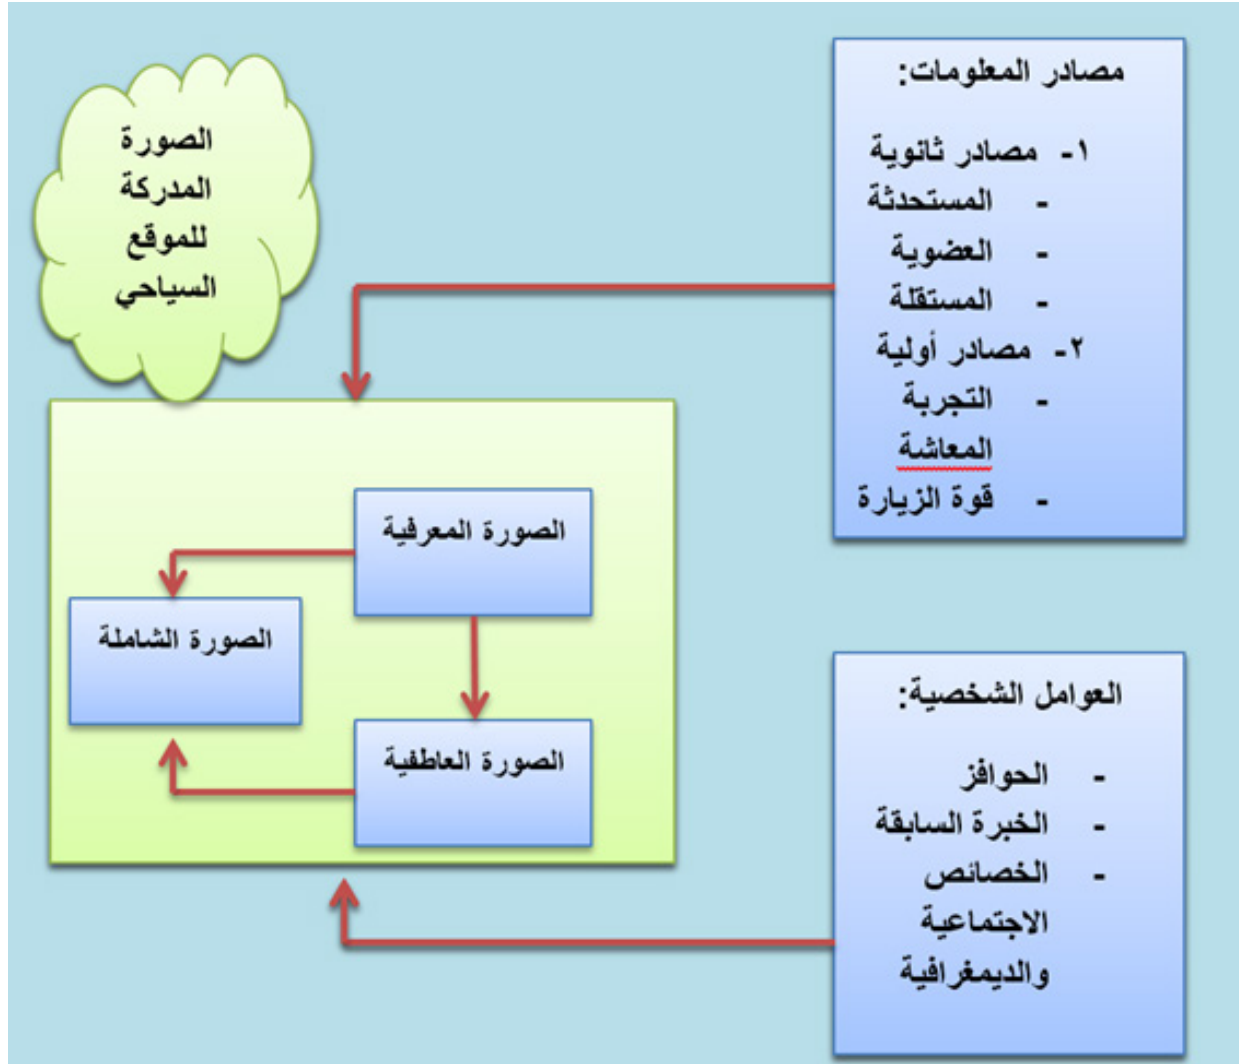 مصادر المعلومات:
١- مصادر ثانوية
- المستحدثة
- العضوية
- المستقلة
٢- مصادر أولية
- التجربة
المعاشة
- قوة الزيارة
الصورة
المدركة
للموقع
السياحي
الصورة المعرفية
الصورة الشاملة
الصورة العاطفية
العوامل الشخصية:
- الحوافز
- الخبرة السابقة
- الخصائص
الاجتماعية
والديمغرافية